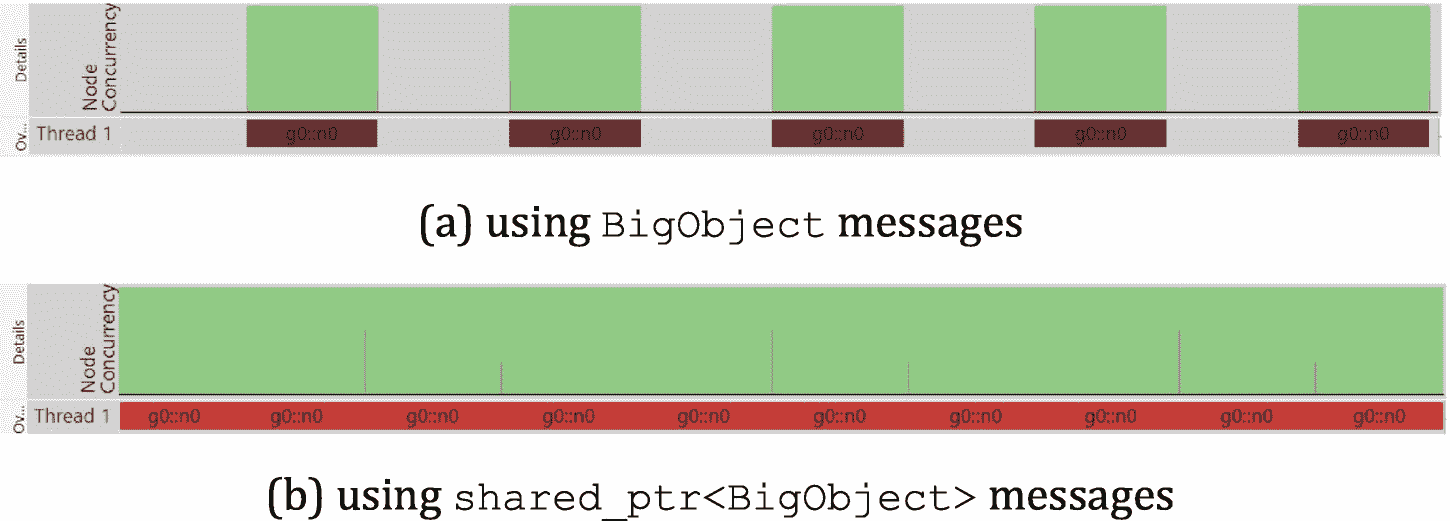 Details
Node
Concurrency
Ov...
Thread 1
g0::n0 g0::n0 g0::n0 g0::n0 g0::n0
(a) using BigObject messages
Details
Node
Concurrency
Ov...
Thread 1 g0::n0 g0::n0 g0::n0 g0::n0 g0::n0 g0::n0 g0::n0 g0::n0 g0::n0 g0::n0
(b) using shared_ptr<BigObject> messages